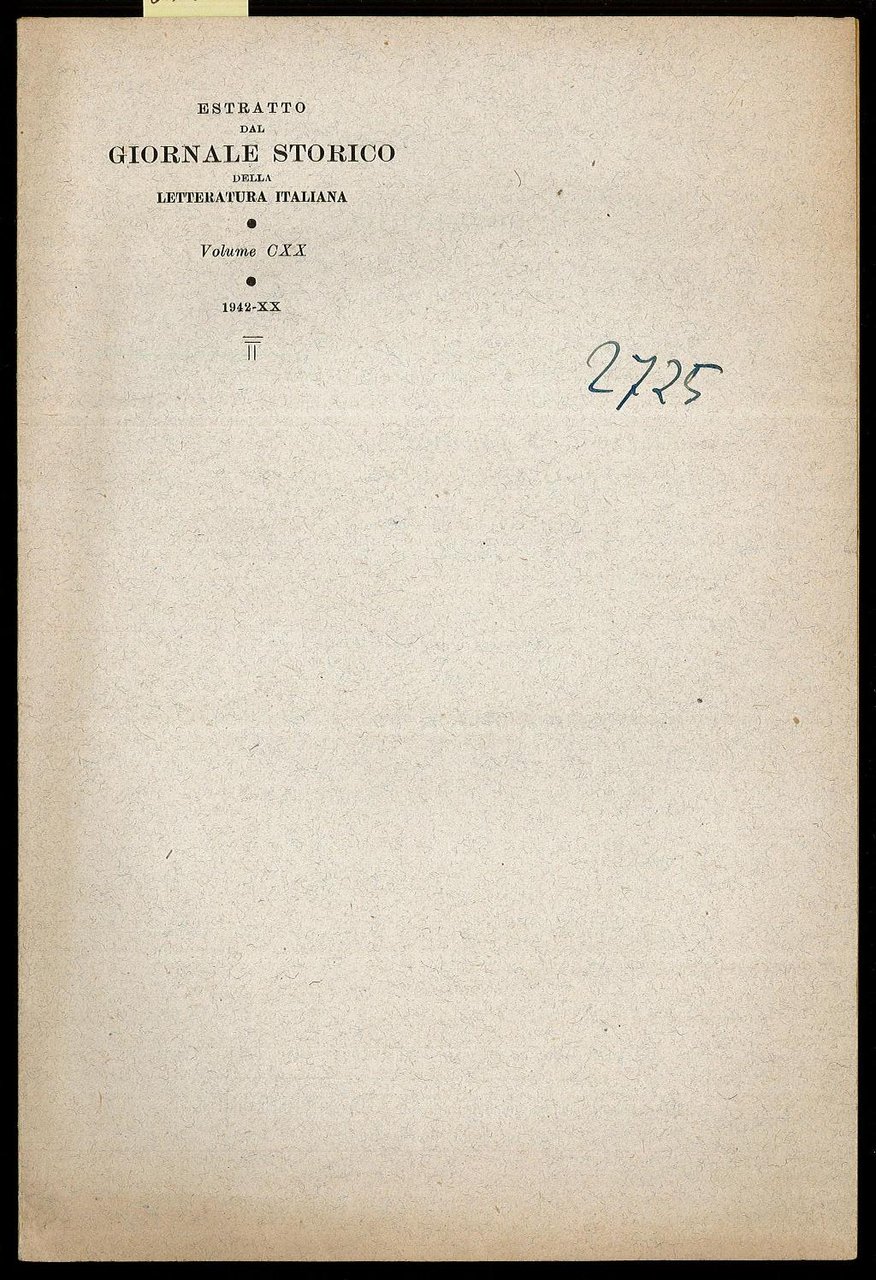 ESTRATTO
DAL
GIORNALE STORICO
DELLA
LETTERATURA ITALIANA
Volume CXX
1942-XX
2725